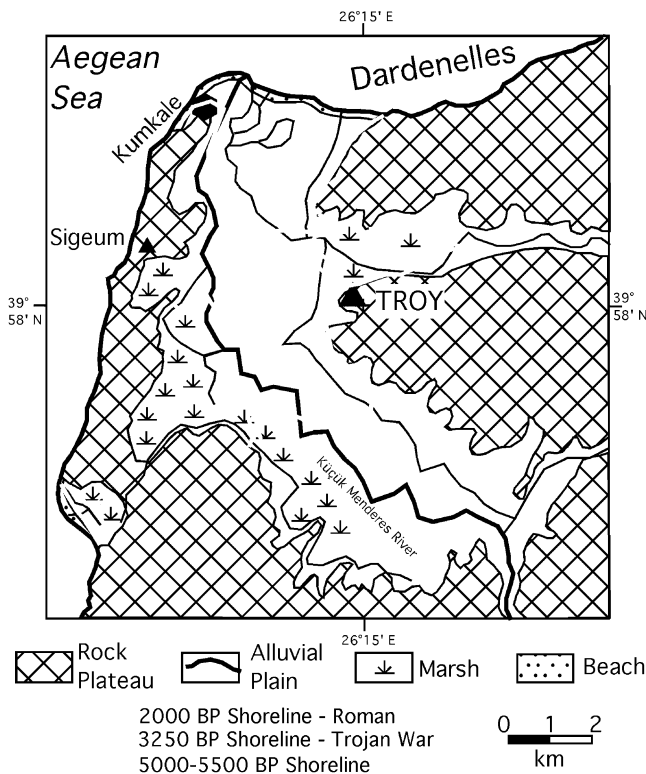 26°15' E
Aegean
Sea
Dardenelles
Kumkale
Sigeum
39°
58' N
TROY
39°
58' N
Küçük Menderes River
26°15' E
Rock
Plateau
Alluvial
Plain
Marsh
Beach
2000 BP Shoreline - Roman
3250 BP Shoreline - Trojan War
5000-5500 BP Shoreline
0 1 2
km